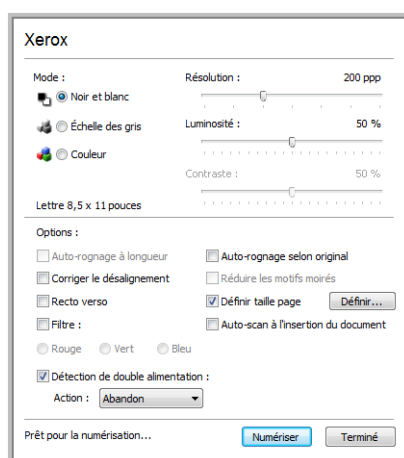 Xerox
Mode :
Noir et blanc
Échelle des gris
Couleur
Lettre 8,5 x 11 pouces
Résolution : 200 ppp
Luminosité : 50 %
Contraste : 50 %
Options :
Auto-rognage à longueur
Auto-rognage selon original
Corriger le désalignement
Réduire les motifs moirés
Recto verso
Définir taille page Définir...
Filtre :
Auto-scan à l'insertion du document
Rouge Vert Bleu
Détection de double alimentation :
Action : Abandon
Prêt pour la numérisation... Numériser Terminé